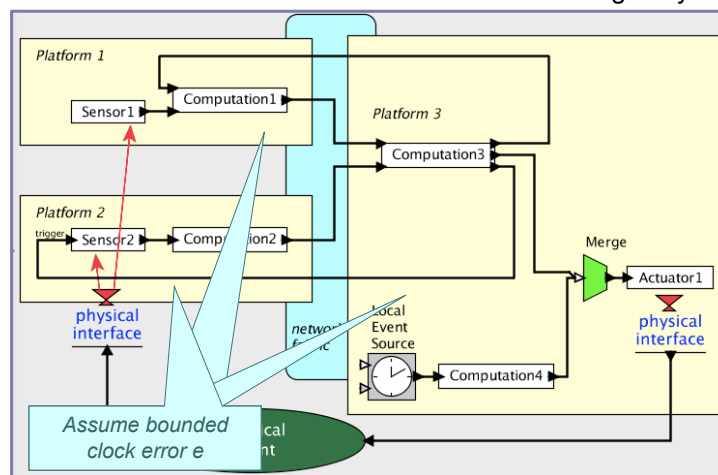 Platform 1
Computation1
Sensor1
Platform 3
Computation3
Platform 2
trigger
Sensor2
Merge
Actuator1
physical
interface
Local
Event
Source
physical
interface
Computation4
Assume bounded
clock error e